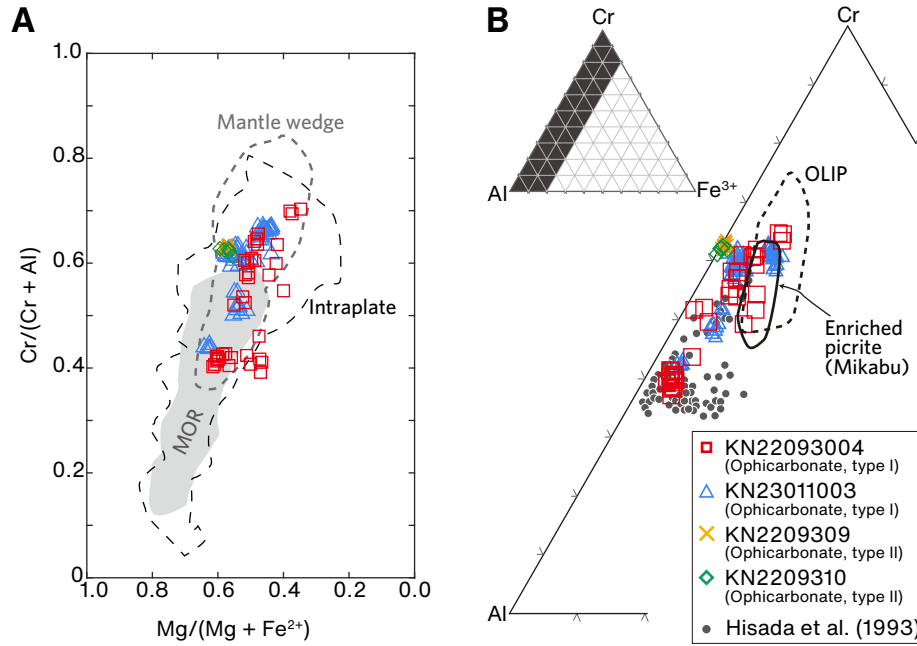 A
1.0
0.8
0.6
0.4
0.2
0
1.0
0.8
0.6
0.4
0.2
0.0
Cr/(Cr + Al)
Mg/(Mg + Fe²⁺)
Mantle wedge
Intraplate
MOR
B
Cr
Al
Fe³⁺
Cr
OLIP
Enriched
picrite
(Mikabu)
Al
KN22093004
(Ophicarbonate, type I)
KN23011003
(Ophicarbonate, type I)
KN2209309
(Ophicarbonate, type II)
KN2209310
(Ophicarbonate, type II)
Hisada et al. (1993)